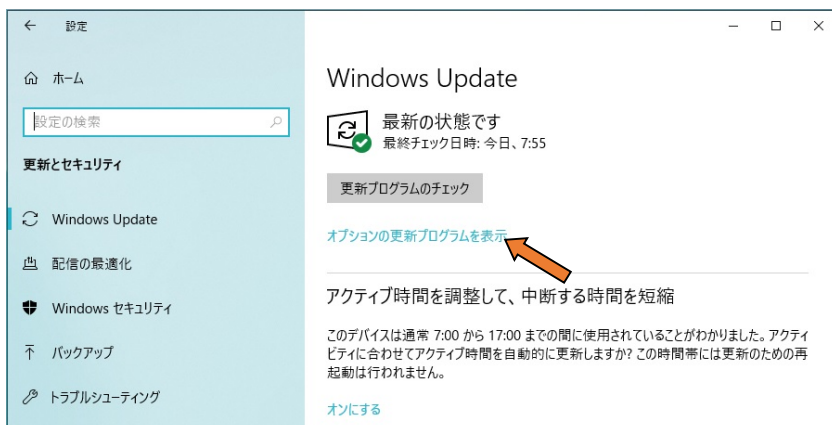 設定
ホーム
設定の検索
更新とセキュリティ
Windows Update
配信の最適化
Windows セキュリティ
バックアップ
トラブルシューティング
Windows Update
最新の状態です
最終チェック日時: 今日、7:55
更新プログラムのチェック
オプションの更新プログラムを表示
アクティブ時間を調整して、中断する時間を短縮
このデバイスは通常 7:00 から 17:00 までの間に使用されていることがわかりました。アクティ
ビティに合わせてアクティブ時間を自動的に更新しますか? この時間帯には更新のための再
起動は行われません。
オンにする